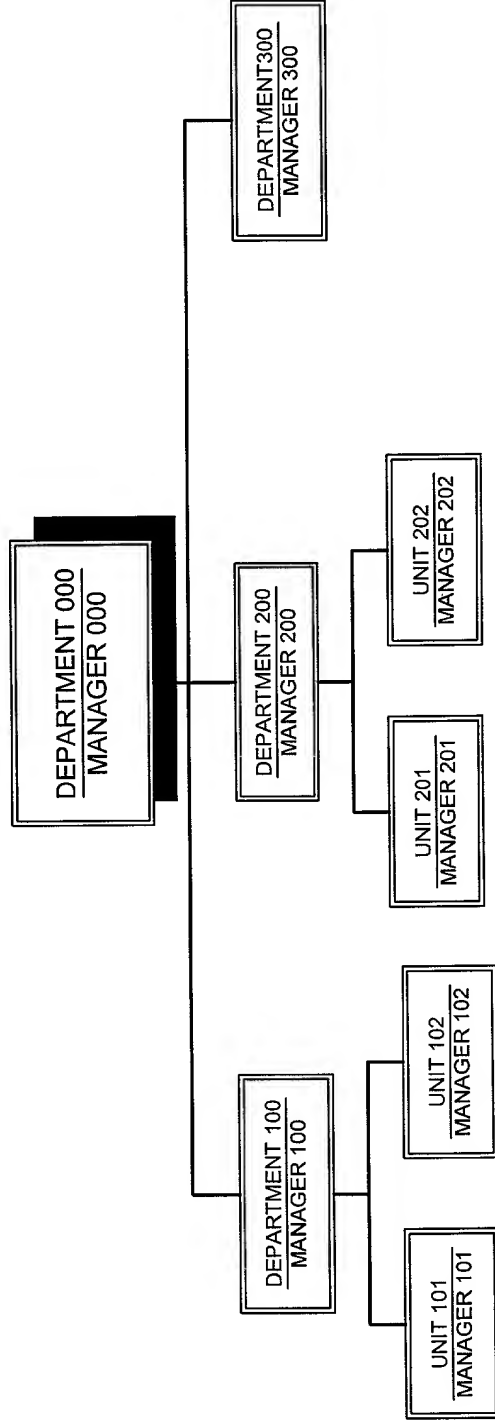 DEPARTMENT 000
MANAGER 000
DEPARTMENT 100
MANAGER 100
DEPARTMENT 200
MANAGER 200
DEPARTMENT300
MANAGER 300
UNIT 101
MANAGER 101
UNIT 102
MANAGER 102
UNIT 201
MANAGER 201
UNIT 202
MANAGER 202